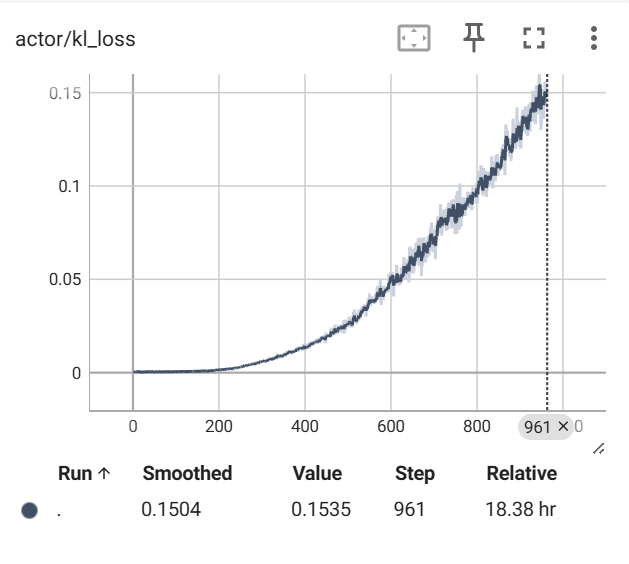 actor/kl_loss
0.15
0.1
0.05
0
0 200 400 600 800 961 × 0
Run ↑ Smoothed Value Step Relative
. 0.1504 0.1535 961 18.38 hr